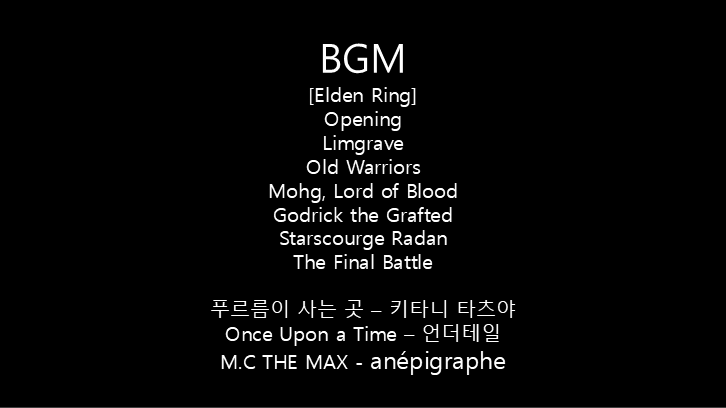 BGM
[Elden Ring]
Opening
Limgrave
Old Warriors
Mohg, Lord of Blood
Godrick the Grafted
Starscourge Radan
The Final Battle
푸르름이 사는 곳 – 키타니 타츠야
Once Upon a Time – 언더테일
M.C THE MAX - anépigraphe